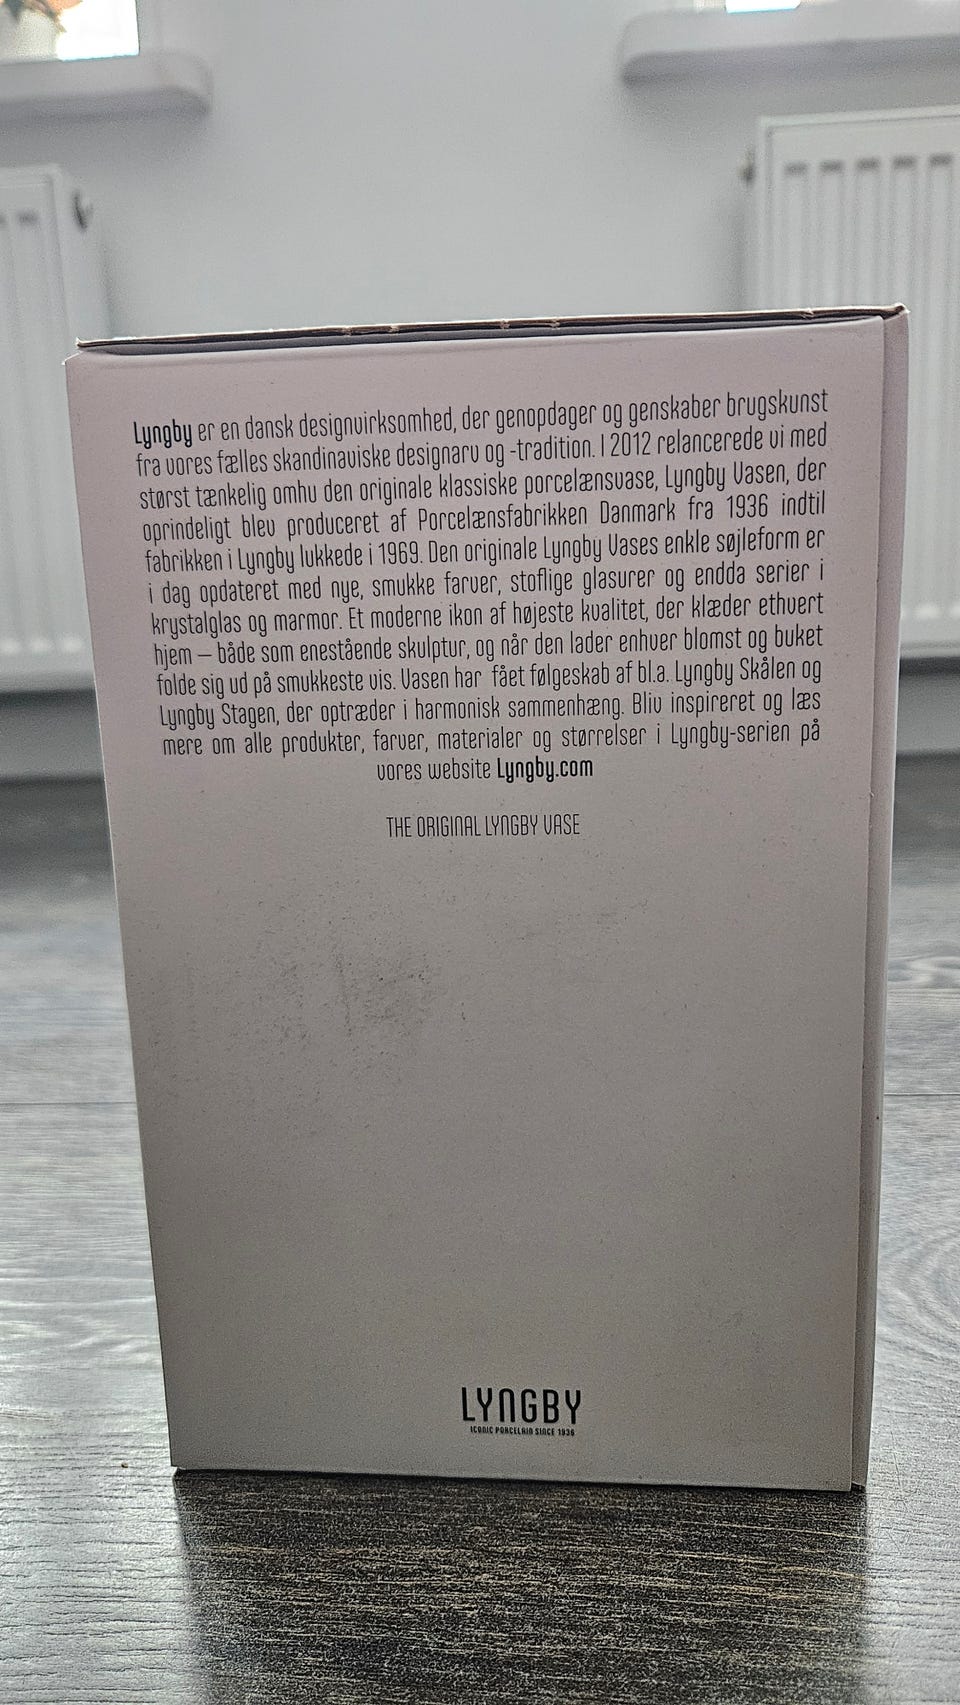 Lyngby er en dansk designvirksomhed, der genopdager og genskaber brugskunst
fra vores fælles skandinaviske designarv og -tradition. I 2012 relancerede vi med
størst tænkelig omhu den originale klassiske porcelænsvase, Lyngby Vasen, der
oprindeligt blev produceret af Porcelænsfabrikken Danmark fra 1936 indtil
fabrikken i Lyngby lukkede i 1969. Den originale Lyngby Vases enkle søjleform er
i dag opdateret med nye, smukke farver, stoflige glasurer og endda serier i
krystalglas og marmor. Et moderne ikon af højeste kvalitet, der klæder ethvert
hjem – både som enestående skulptur, og når den lader enhver blomst og buket
folde sig ud på smukkeste vis. Vasen har fået følgeskab af bl.a. Lyngby Skålen og
Lyngby Stagen, der optræder i harmonisk sammenhæng. Bliv inspireret og læs
mere om alle produkter, farver, materialer og størrelser i Lyngby-serien på
vores website Lyngby.com
THE ORIGINAL LYNGBY VASE
LYNGBY
ICONIC PORCELAIN SINCE 1936